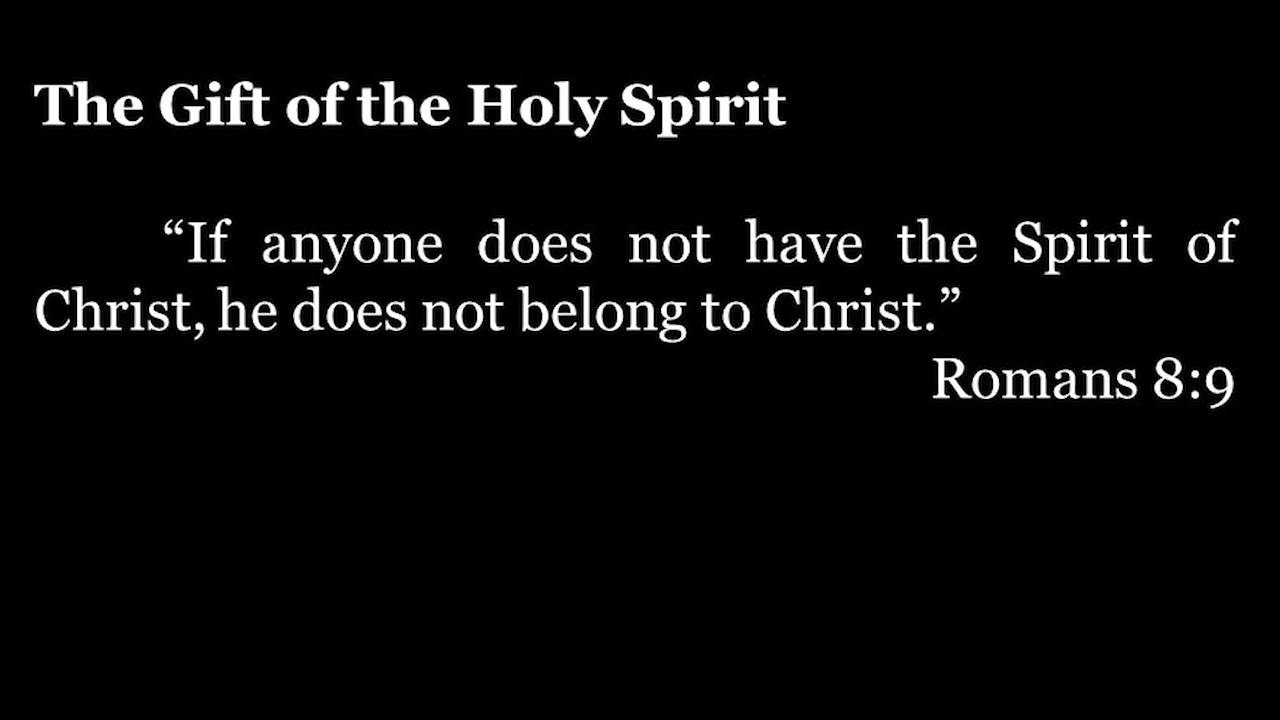 The Gift of the Holy Spirit
“If anyone does not have the Spirit of
Christ, he does not belong to Christ.”
Romans 8:9